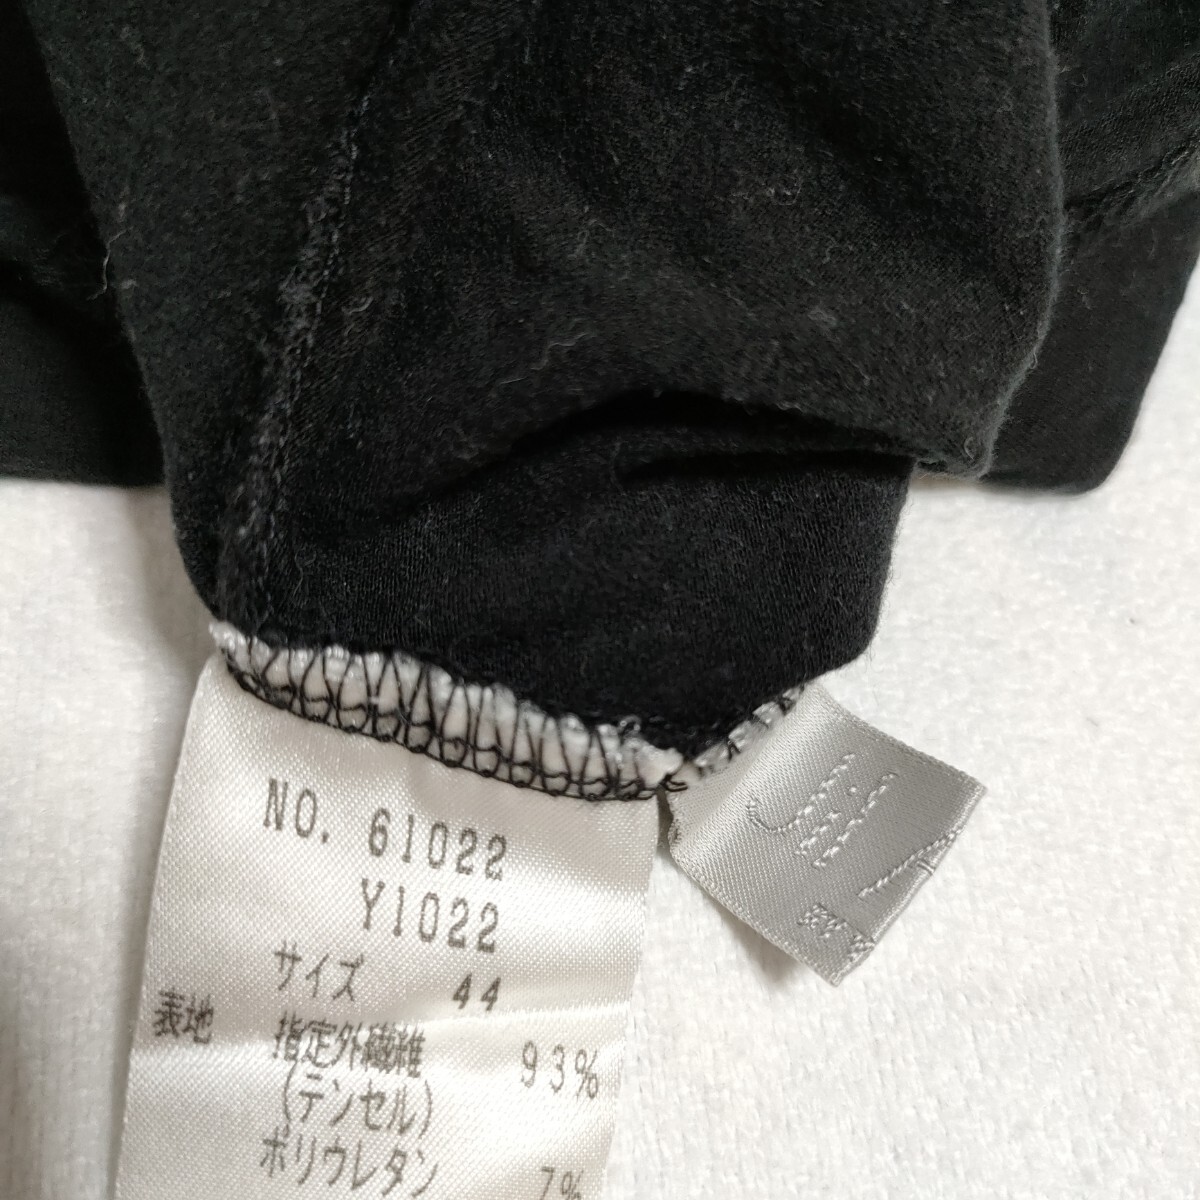 NO. 61022
Y1022
サイズ 44
表地 指定外繊維 93%
(テンセル)
ポリウレタン 7%